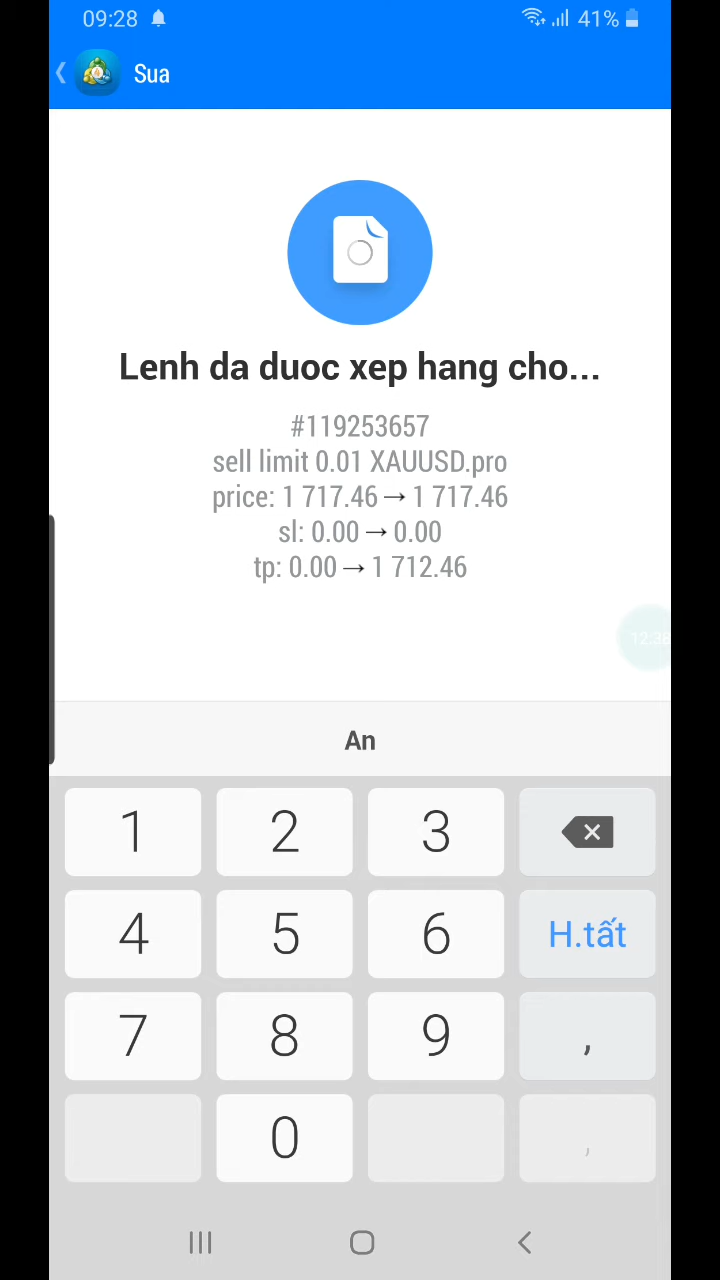 09:28 41%
Sua
Lenh da duoc xep hang cho...
#119253657
sell limit 0.01 XAUUSD.pro
price: 1 717.46→1 717.46
sl: 0.00→0.00
tp: 0.00→1 712.46
12:38
An
1 2 3
4 5 6 H.tất
7 8 9 ,
0 ,